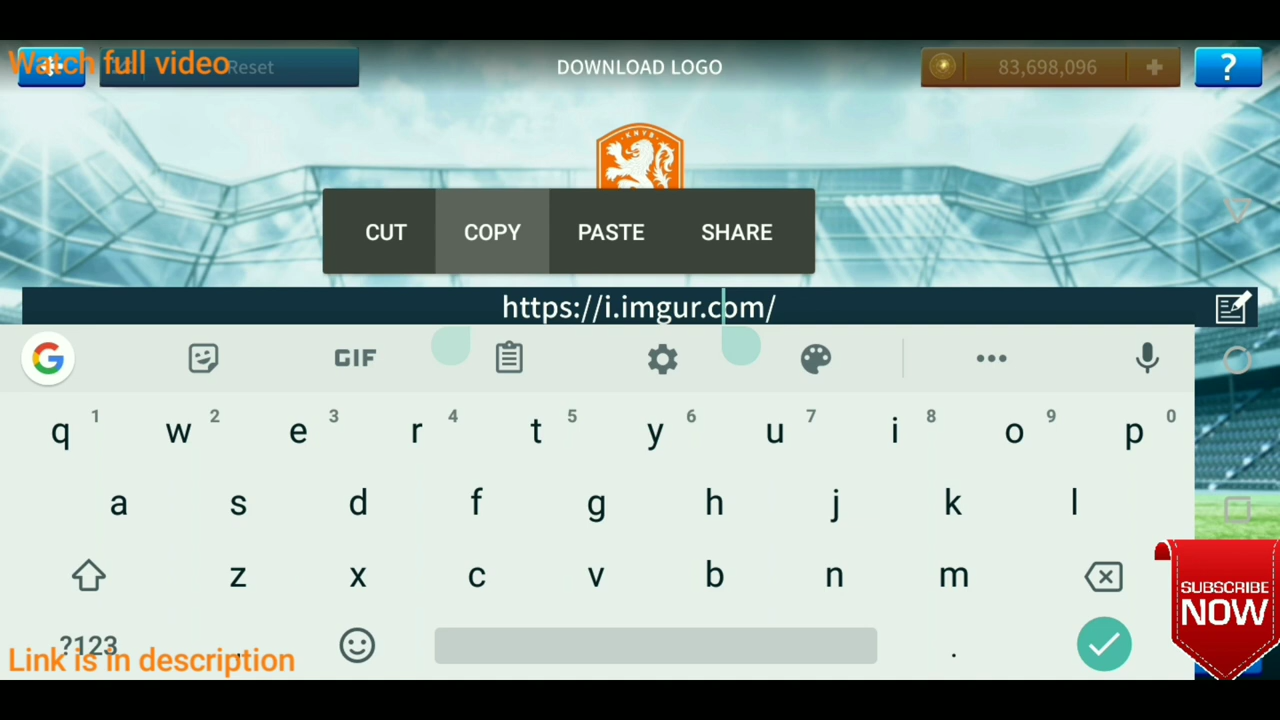 Watch full video
Reset
DOWNLOAD LOGO
83,698,096
+
?
KNVB
CUT COPY PASTE SHARE
https://i.imgur.com/
G GIF
q 1 w 2 e 3 r 4 t 5 y 6 u 7 i 8 o 9 p 0
a s d f g h j k l
z x c v b n m
?123 , .
SUBSCRIBE
NOW
Link is in description